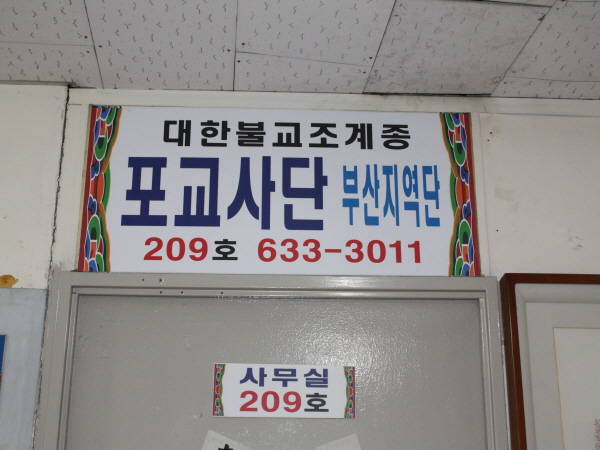 대한불교조계종
포교사단 부산지역단
209호 633-3011
사무실
209호